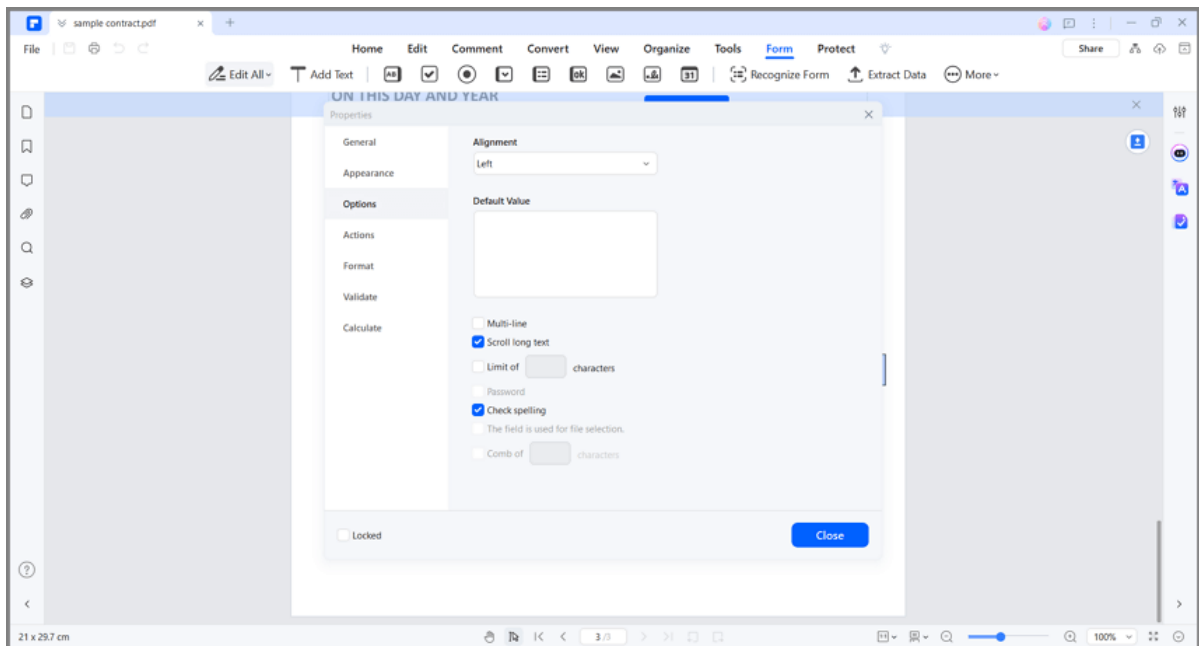 sample contract.pdf
File
Home Edit Comment Convert View Organize Tools Form Protect
Share
Edit All Add Text Recognize Form Extract Data More
ON THIS DAY AND YEAR
Properties
General
Appearance
Options
Actions
Format
Validate
Calculate
Alignment
Left
Default Value
Multi-line
Scroll long text
Limit of characters
Password
Check spelling
The field is used for file selection.
Comb of characters
Locked
Close
21 x 29.7 cm
3 /3
100%